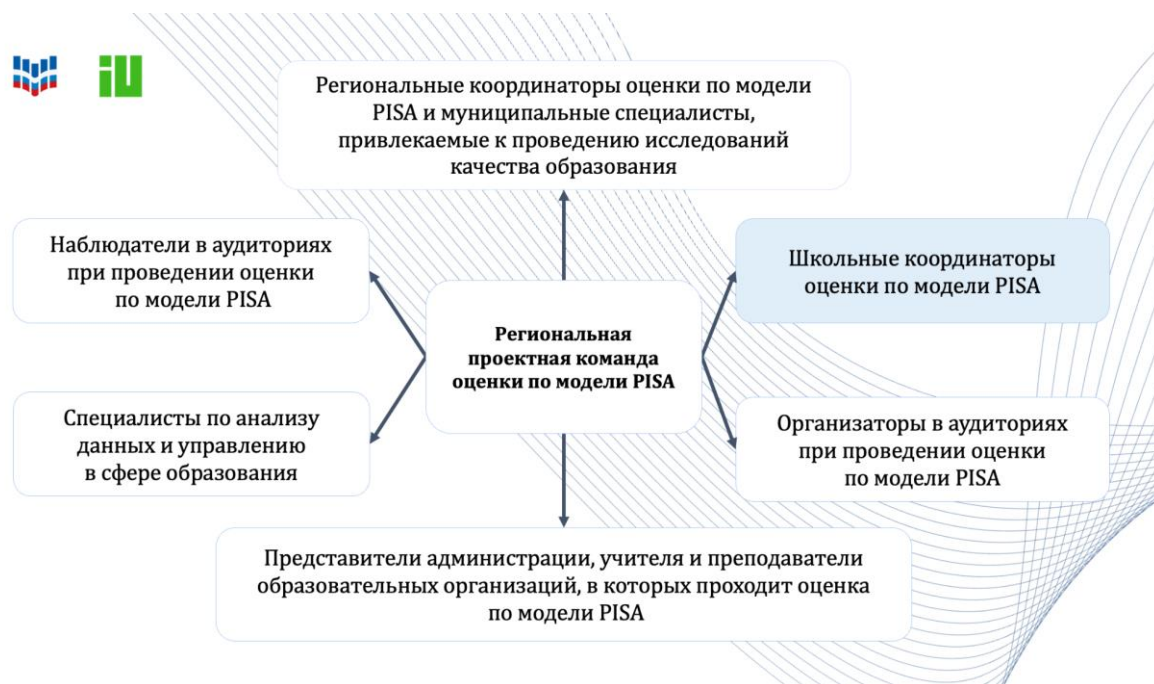 Региональные координаторы оценки по модели
PISA и муниципальные специалисты,
привлекаемые к проведению исследований
качества образования
Наблюдатели в аудиториях
при проведении оценки
по модели PISA
Школьные координаторы
оценки по модели PISA
Региональная
проектная команда
оценки по модели PISA
Специалисты по анализу
данных и управлению
в сфере образования
Организаторы в аудиториях
при проведении оценки
по модели PISA
Представители администрации, учителя и преподаватели
образовательных организаций, в которых проходит оценка
по модели PISA